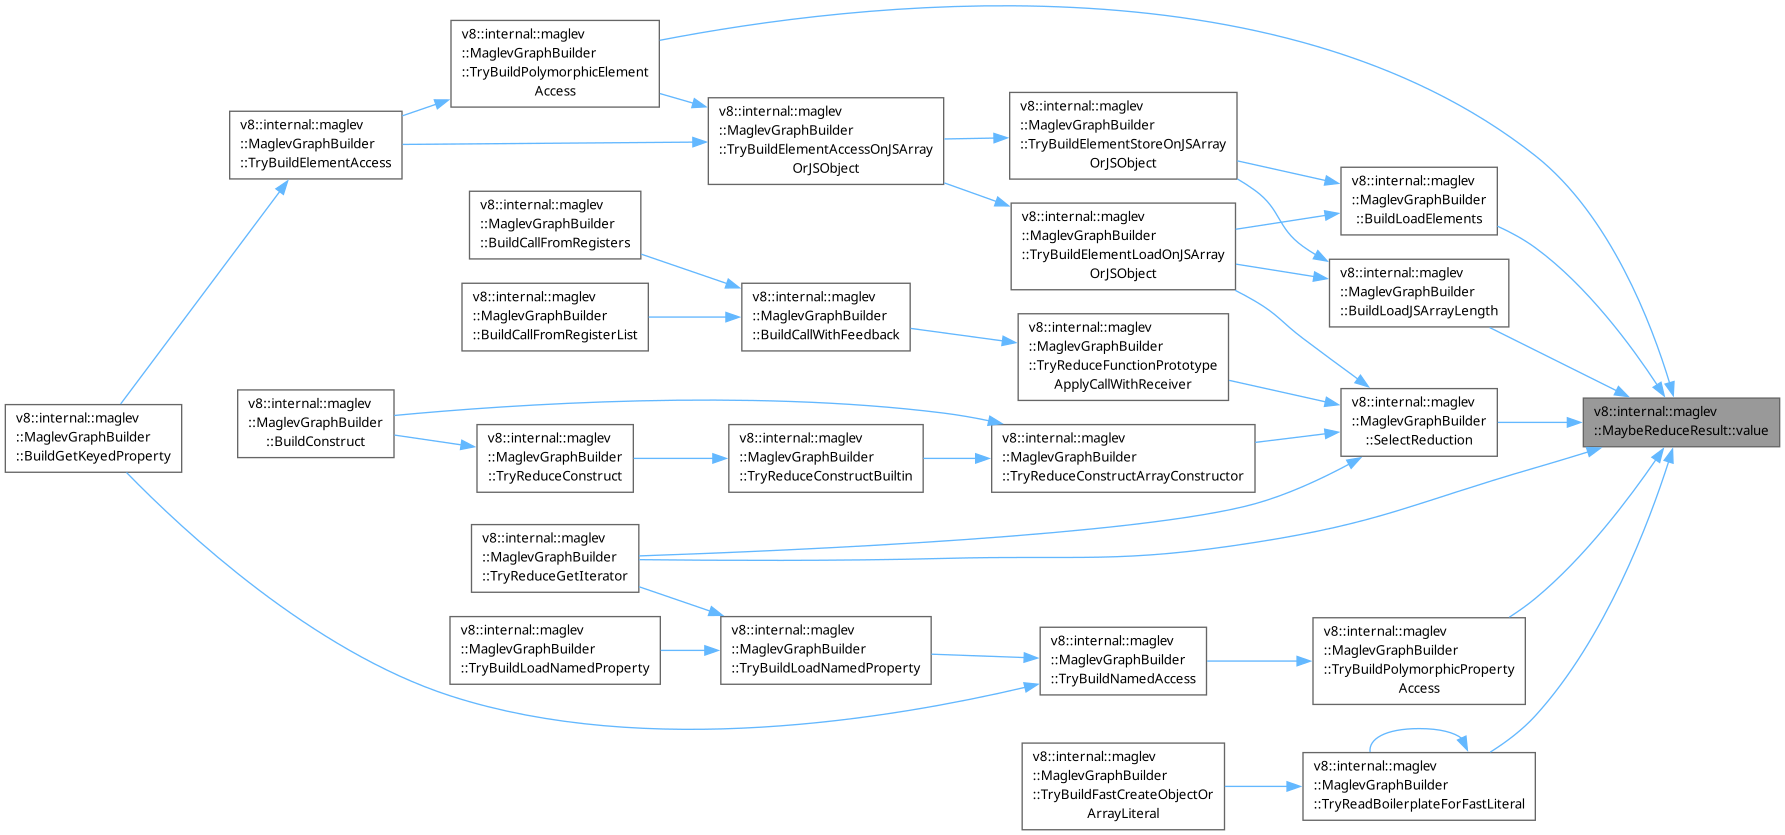 v8::internal::maglev
::MaglevGraphBuilder
::TryBuildPolymorphicElement
Access
v8::internal::maglev
::MaglevGraphBuilder
::TryBuildElementAccess
v8::internal::maglev
::MaglevGraphBuilder
::TryBuildElementAccessOnJSArray
OrJSObject
v8::internal::maglev
::MaglevGraphBuilder
::TryBuildElementStoreOnJSArray
OrJSObject
v8::internal::maglev
::MaglevGraphBuilder
::BuildLoadElements
v8::internal::maglev
::MaglevGraphBuilder
::BuildCallFromRegisters
v8::internal::maglev
::MaglevGraphBuilder
::TryBuildElementLoadOnJSArray
OrJSObject
v8::internal::maglev
::MaglevGraphBuilder
::BuildLoadJSArrayLength
v8::internal::maglev
::MaglevGraphBuilder
::BuildCallFromRegisterList
v8::internal::maglev
::MaglevGraphBuilder
::BuildCallWithFeedback
v8::internal::maglev
::MaglevGraphBuilder
::TryReduceFunctionPrototype
ApplyCallWithReceiver
v8::internal::maglev
::MaglevGraphBuilder
::BuildGetKeyedProperty
v8::internal::maglev
::MaglevGraphBuilder
::BuildConstruct
v8::internal::maglev
::MaglevGraphBuilder
::TryReduceConstruct
v8::internal::maglev
::MaglevGraphBuilder
::TryReduceConstructBuiltin
v8::internal::maglev
::MaglevGraphBuilder
::TryReduceConstructArrayConstructor
v8::internal::maglev
::MaglevGraphBuilder
::SelectReduction
v8::internal::maglev
::MaybeReduceResult::value
v8::internal::maglev
::MaglevGraphBuilder
::TryReduceGetIterator
v8::internal::maglev
::MaglevGraphBuilder
::TryBuildLoadNamedProperty
v8::internal::maglev
::MaglevGraphBuilder
::TryBuildLoadNamedProperty
v8::internal::maglev
::MaglevGraphBuilder
::TryBuildNamedAccess
v8::internal::maglev
::MaglevGraphBuilder
::TryBuildPolymorphicProperty
Access
v8::internal::maglev
::MaglevGraphBuilder
::TryBuildFastCreateObjectOr
ArrayLiteral
v8::internal::maglev
::MaglevGraphBuilder
::TryReadBoilerplateForFastLiteral